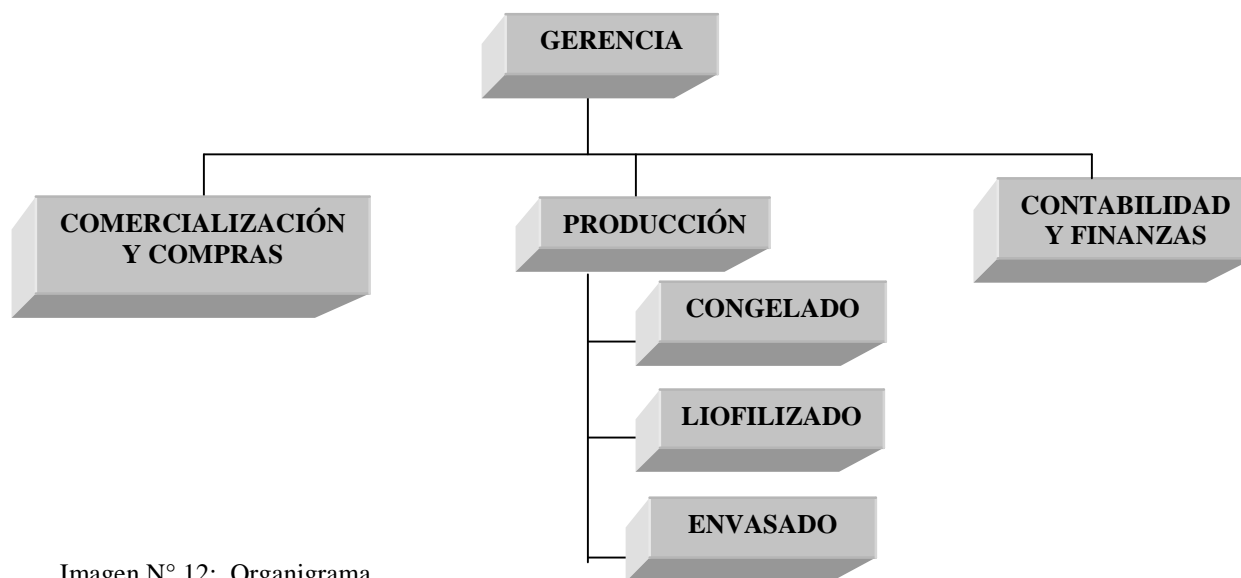 GERENCIA
COMERCIALIZACIÓN
Y COMPRAS
PRODUCCIÓN
CONTABILIDAD
Y FINANZAS
CONGELADO
LIOFILIZADO
ENVASADO
Imagen N° 12: Organigrama